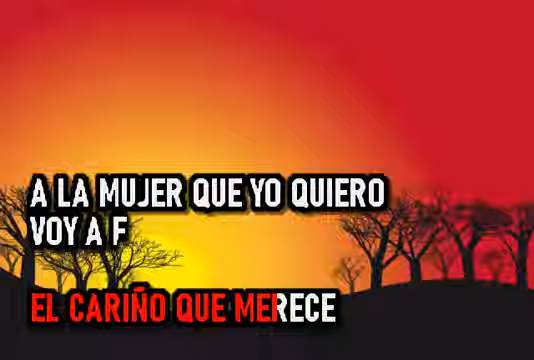 A LA MUJER QUE YO QUIERO
VOY A F
EL CARIÑO QUE MERECE